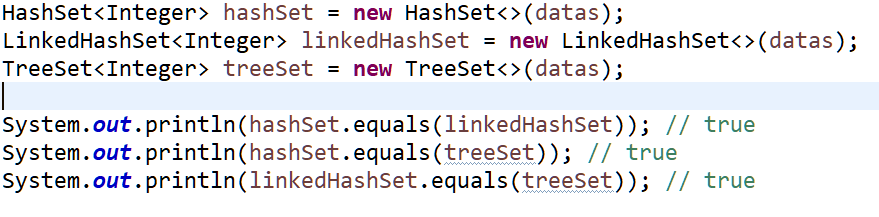 HashSet<Integer> hashSet = new HashSet<>(datas);
LinkedHashSet<Integer> linkedHashSet = new LinkedHashSet<>(datas);
TreeSet<Integer> treeSet = new TreeSet<>(datas);
System.out.println(hashSet.equals(linkedHashSet)); // true
System.out.println(hashSet.equals(treeSet)); // true
System.out.println(linkedHashSet.equals(treeSet)); // true